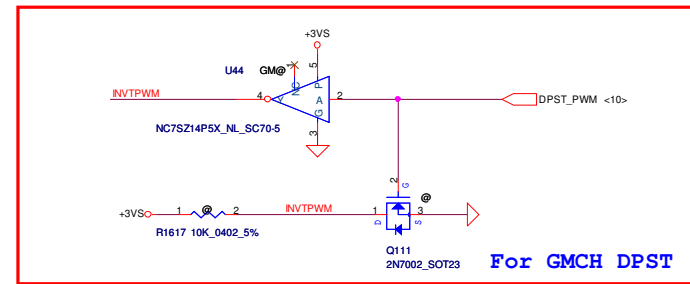 +3VS
U44 GM@
1
NC
5
P
INVTPWM 4 Y A 2 DPST_PWM <10>
G
3
NC7SZ14P5X_NL_SC70-5
2
G
@
+3VS 1 @ 2 INVTPWM 1 3
D S
R1617 10K_0402_5%
Q111
2N7002_SOT23
For GMCH DPST